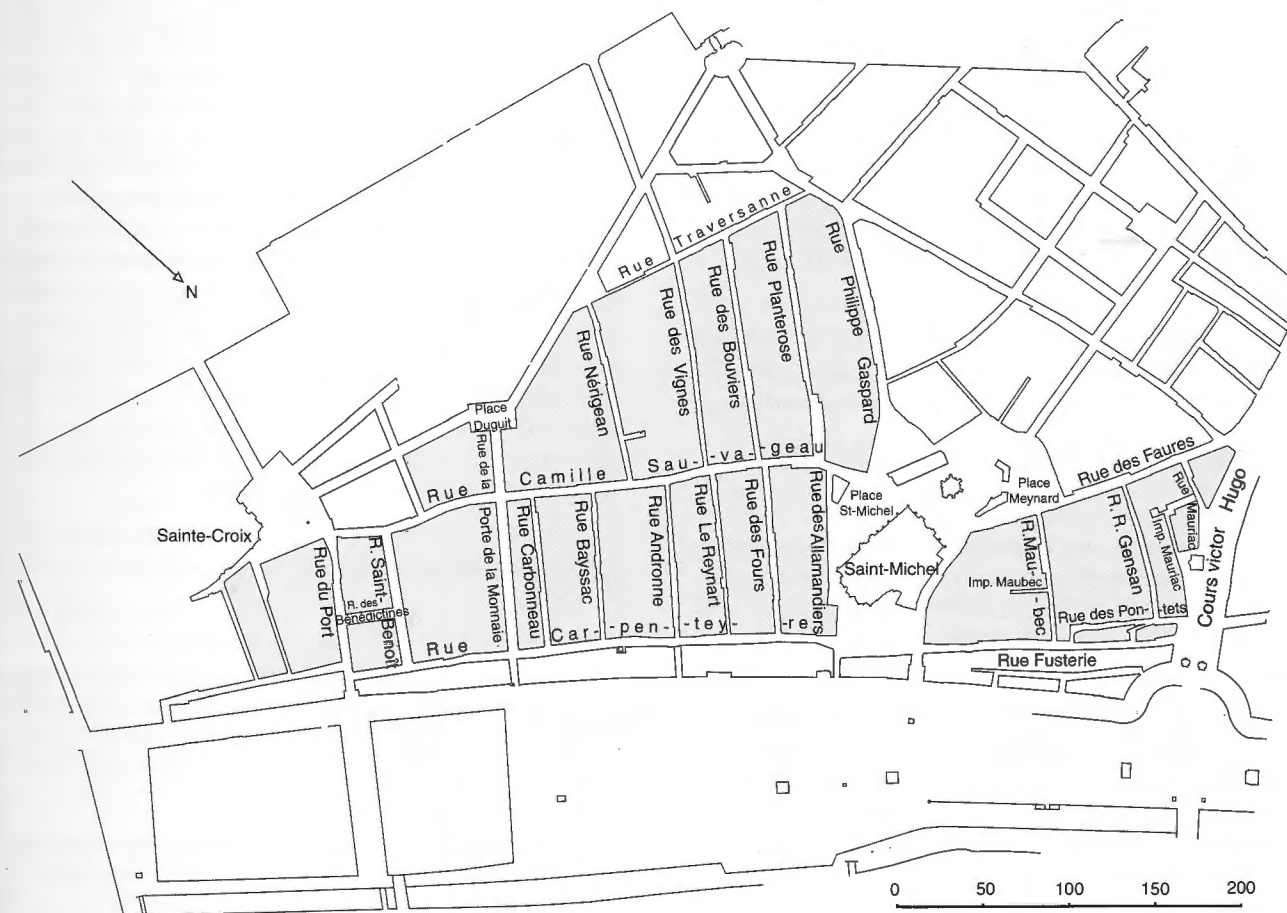 N
Rue Traversanne
Rue Philippe Gaspard
Rue Planterose
Rue des Bouviers
Rue des Vignes
Rue Nérigean
Place
Duguit
Rue de la
Porte de la Monnaie.
Rue Camille Sau- -va- -geau
Rue des Faures
Place
Meynard
Place
St-Michel
Saint-Michel
Sainte-Croix
Rue du Port
R. Saint-
Benoît
R. des
Bénédictines
Rue Carbonneau
Rue Bayssac
Rue Andronne
Rue Le Reynart
Rue des Fours
Rue des Allamandiers
Rue Car- -pen- -tey- -re
R. Mau-
-bec
Imp. Maubec
R. R. Gensan
Imp. Mauriac
Rue Mauriac
Cours victor Hugo
Rue des Pon- -tets
Rue Fusterie
0 50 100 150 200